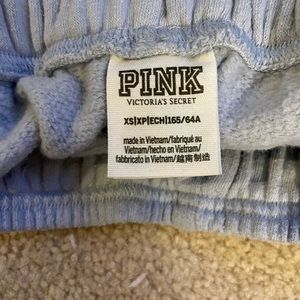 PINK
VICTORIA'S SECRET
XS|XP|ECH|165/64A
made in Vietnam/fabriqué au
Vietnam/hecho en Vietnam/
fabbricato in Vietnam/越南制造